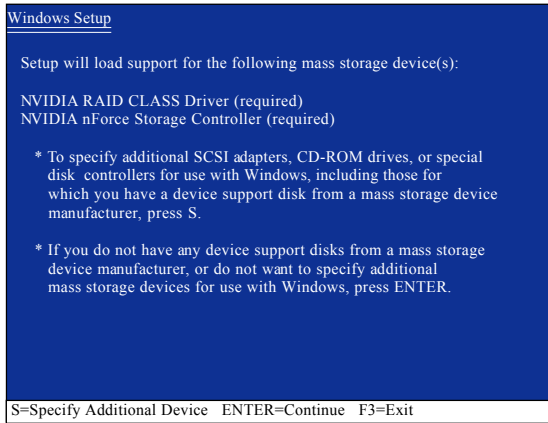 Windows Setup
Setup will load support for the following mass storage device(s):
NVIDIA RAID CLASS Driver (required)
NVIDIA nForce Storage Controller (required)
* To specify additional SCSI adapters, CD-ROM drives, or special
disk controllers for use with Windows, including those for
which you have a device support disk from a mass storage device
manufacturer, press S.
* If you do not have any device support disks from a mass storage
device manufacturer, or do not want to specify additional
mass storage devices for use with Windows, press ENTER.
S=Specify Additional Device ENTER=Continue F3=Exit